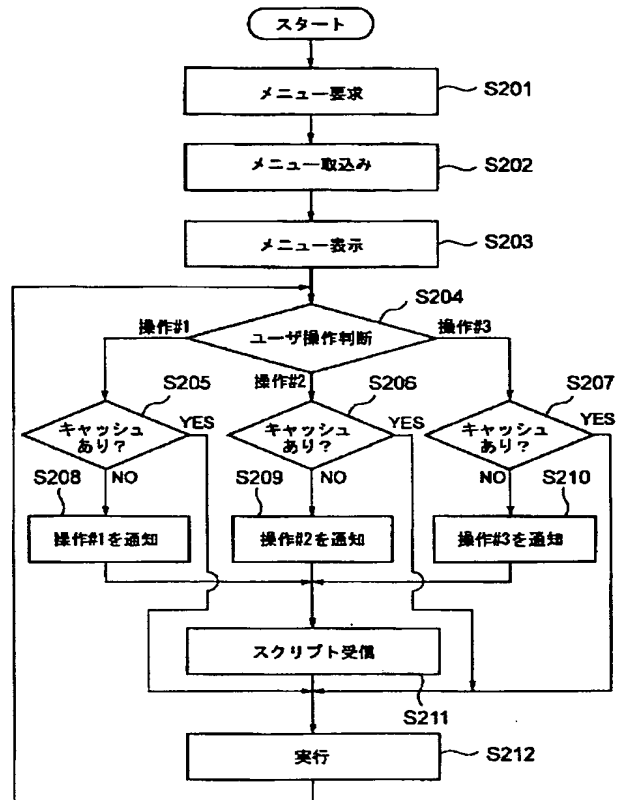 スタート
メニュー要求
S201
メニュー取込み
S202
メニュー表示
S203
S204
操作#1
ユーザ操作判断
操作#3
操作#2
S205
キャッシュ
あり？
YES
NO
S206
キャッシュ
あり？
YES
NO
S207
キャッシュ
あり？
YES
NO
S208
操作#1を通知
S209
操作#2を通知
S210
操作#3を通知
スクリプト受信
S211
実行
S212